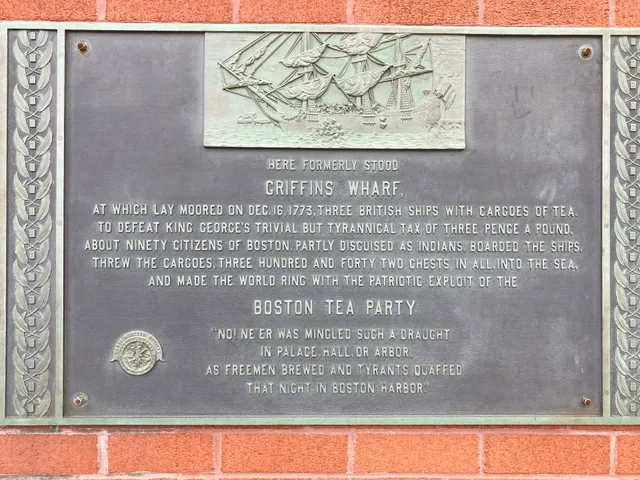 HERE FORMERLY STOOD
GRIFFINS WHARF,
AT WHICH LAY MOORED ON DEC. 16, 1773, THREE BRITISH SHIPS WITH CARGOES OF TEA.
TO DEFEAT KING GEORGE'S TRIVIAL BUT TYRANNICAL TAX OF THREE PENCE A POUND,
ABOUT NINETY CITIZENS OF BOSTON, PARTLY DISGUISED AS INDIANS, BOARDED THE SHIPS,
THREW THE CARGOES, THREE HUNDRED AND FORTY TWO CHESTS IN ALL, INTO THE SEA,
AND MADE THE WORLD RING WITH THE PATRIOTIC EXPLOIT OF THE
BOSTON TEA PARTY
"NO! NE'ER WAS MINGLED SUCH A DRAUGHT
IN PALACE, HALL, OR ARBOR,
AS FREEMEN BREWED AND TYRANTS QUAFFED
THAT NIGHT IN BOSTON HARBOR."